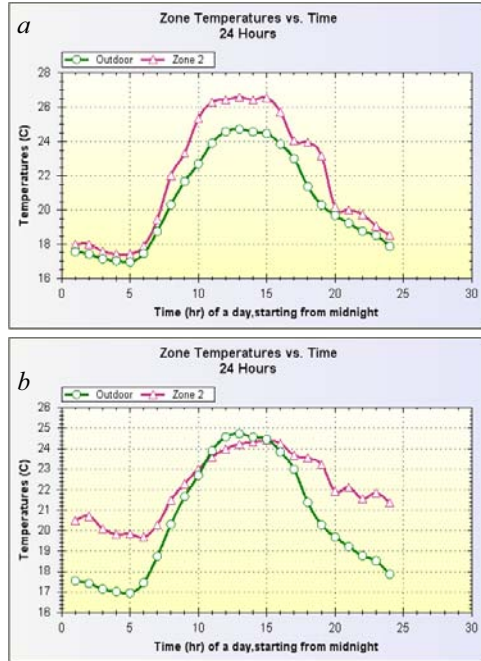 a
Zone Temperatures vs. Time
24 Hours
Outdoor Zone 2
Temperatures (C)
28
26
24
22
20
18
16
0 5 10 15 20 25 30
Time (hr) of a day,starting from midnight
b
Zone Temperatures vs. Time
24 Hours
Outdoor Zone 2
Temperatures (C)
26
25
24
23
22
21
20
19
18
17
16
0 5 10 15 20 25 30
Time (hr) of a day,starting from midnight